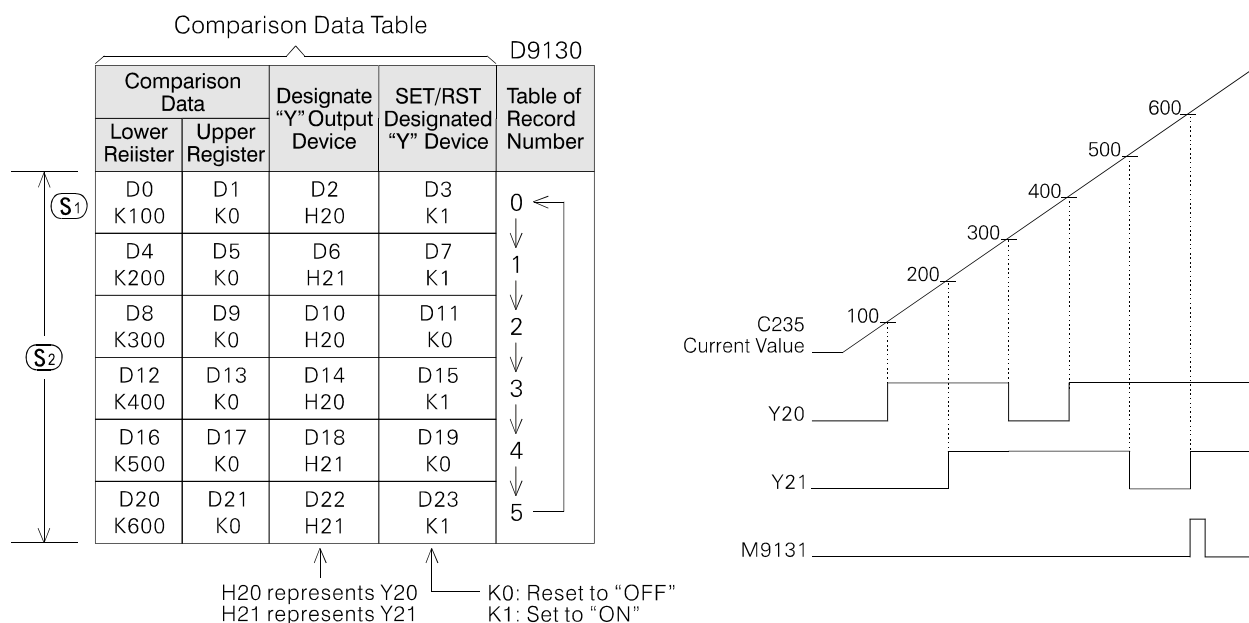 Comparison Data Table
D9130
Comparison Data
Designate "Y" Output Device
SET/RST Designated "Y" Device
Table of Record Number
Lower Reiister
Upper Register
S1
D0 D1 D2 D3
K100 K0 H20 K1
0
D4 D5 D6 D7
K200 K0 H21 K1
1
D8 D9 D10 D11
K300 K0 H20 K0
2
S2
D12 D13 D14 D15
K400 K0 H20 K1
3
D16 D17 D18 D19
K500 K0 H21 K0
4
D20 D21 D22 D23
K600 K0 H21 K1
5
H20 represents Y20
H21 represents Y21
K0: Reset to "OFF"
K1: Set to "ON"
600
500
400
300
200
100
C235
Current Value
Y20
Y21
M9131